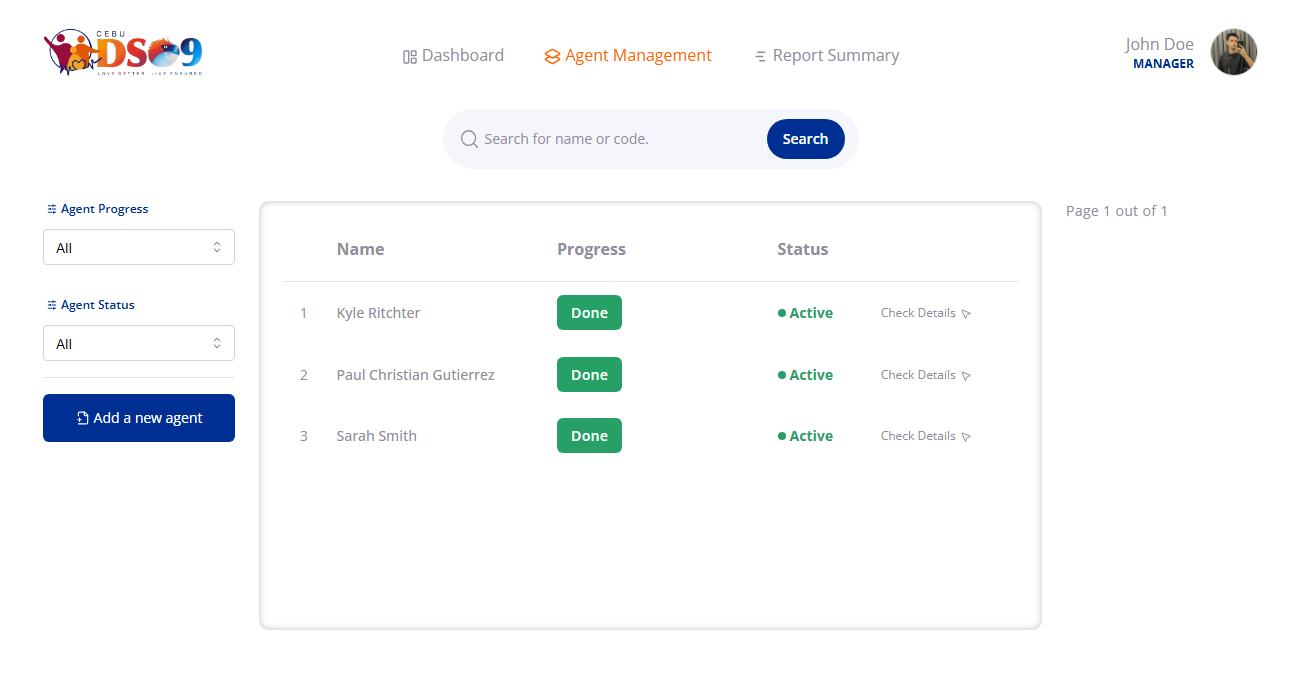 CEBU
DSO9
LOVE BETTER. LIVE ENSURED
Dashboard
Agent Management
Report Summary
John Doe
MANAGER
Search for name or code.
Search
Agent Progress
All
Agent Status
All
Add a new agent
Name Progress Status
1 Kyle Ritchter Done Active Check Details
2 Paul Christian Gutierrez Done Active Check Details
3 Sarah Smith Done Active Check Details
Page 1 out of 1